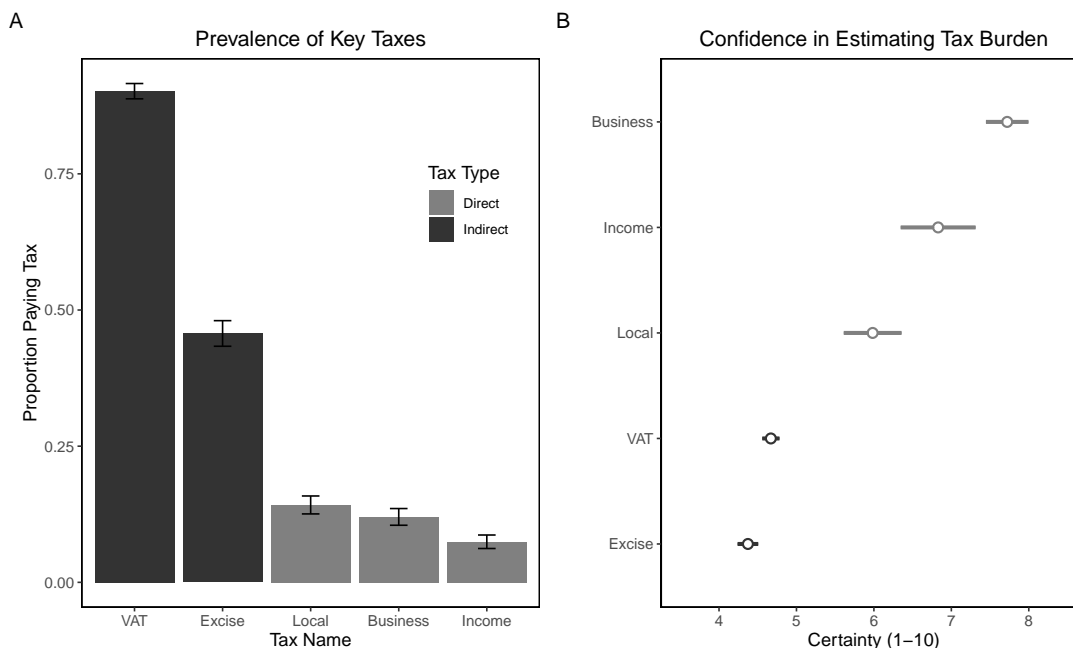 A
Prevalence of Key Taxes
Proportion Paying Tax
0.75
0.50
0.25
0.00
Tax Type
Direct
Indirect
VAT Excise Local Business Income
Tax Name
B
Confidence in Estimating Tax Burden
Business
Income
Local
VAT
Excise
4 5 6 7 8
Certainty (1–10)